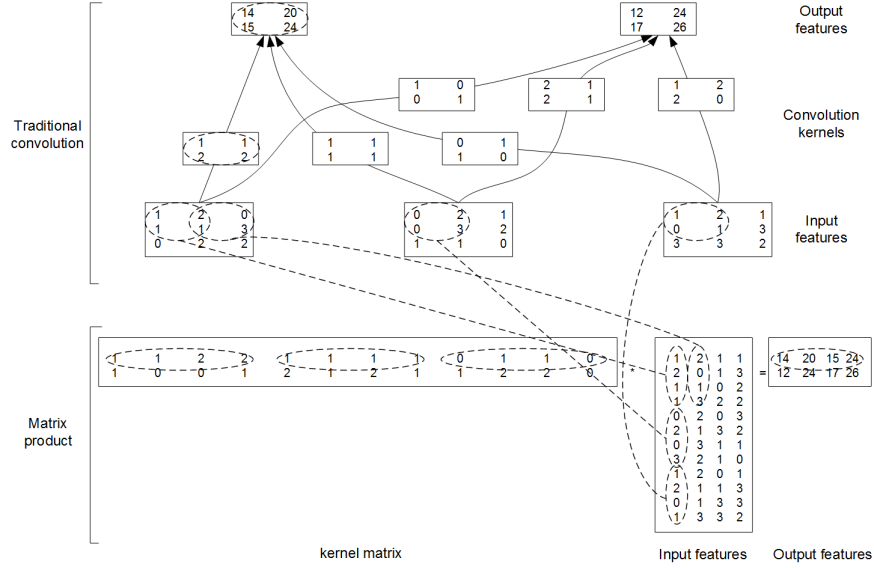 14 20
15 24
12 24
17 26
Output
features
1 0
0 1
2 1
2 1
1 2
2 0
Traditional
convolution
Convolution
kernels
1 1
2 2
1 1
1 1
0 1
1 0
1 2 0
1 1 3
0 2 2
0 2 1
0 3 2
1 1 0
1 2 1
0 1 3
3 3 2
Input
features
Matrix
product
1 1 2 2 1 1 1 1 0 1 1 0
1 0 0 1 2 1 2 1 1 2 2 0
*
1 2 1 1
2 0 1 3
1 1 0 2
1 3 2 2
0 2 0 3
2 1 3 2
0 3 1 1
3 2 1 0
1 2 0 1
2 1 1 3
0 1 3 3
1 3 3 2
=
14 20 15 24
12 24 17 26
kernel matrix
Input features
Output features